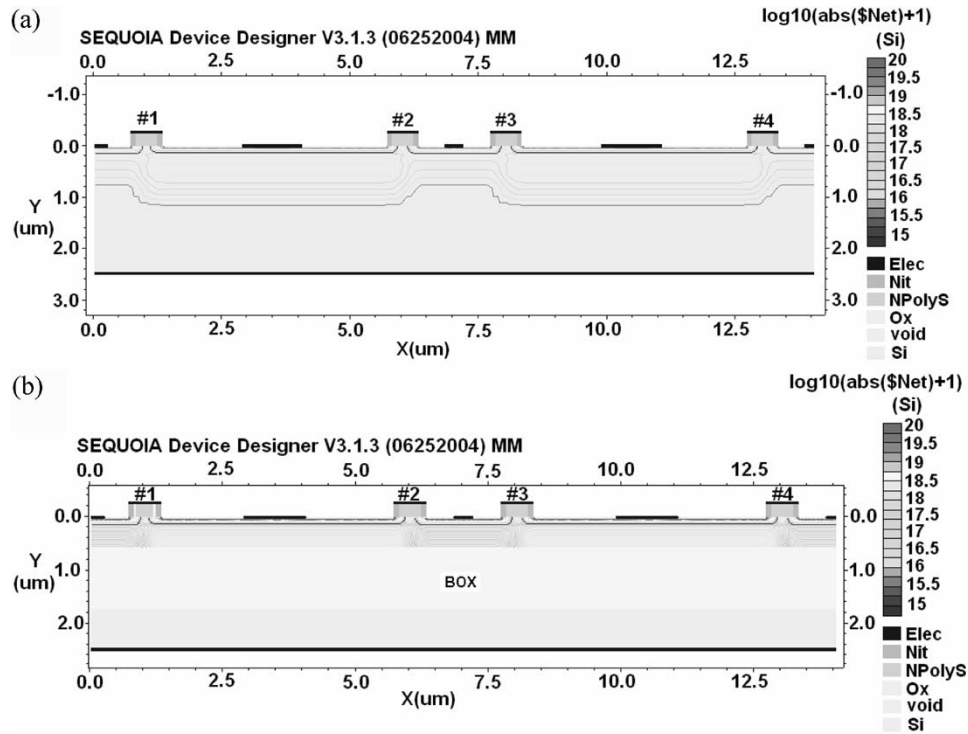 (a)
log10(abs($Net)+1)
SEQUOIA Device Designer V3.1.3 (06252004) MM
(Si)
0.0 2.5 5.0 7.5 10.0 12.5
20
19.5
19
18.5
18
17.5
17
16.5
16
15.5
15
-1.0 -1.0
#1 #2 #3 #4
0.0 0.0
1.0 1.0
Y
(um)
2.0 2.0
3.0 3.0
0.0 2.5 5.0 7.5 10.0 12.5
X(um)
Elec
Nit
NPolyS
Ox
void
Si
(b)
log10(abs($Net)+1)
(Si)
SEQUOIA Device Designer V3.1.3 (06252004) MM
0.0 2.5 5.0 7.5 10.0 12.5
20
19.5
19
18.5
18
17.5
17
16.5
16
15.5
15
#1 #2 #3 #4
0.0 0.0
Y
(um)
1.0 1.0
BOX
2.0 2.0
0.0 2.5 5.0 7.5 10.0 12.5
X(um)
Elec
Nit
NPolyS
Ox
void
Si